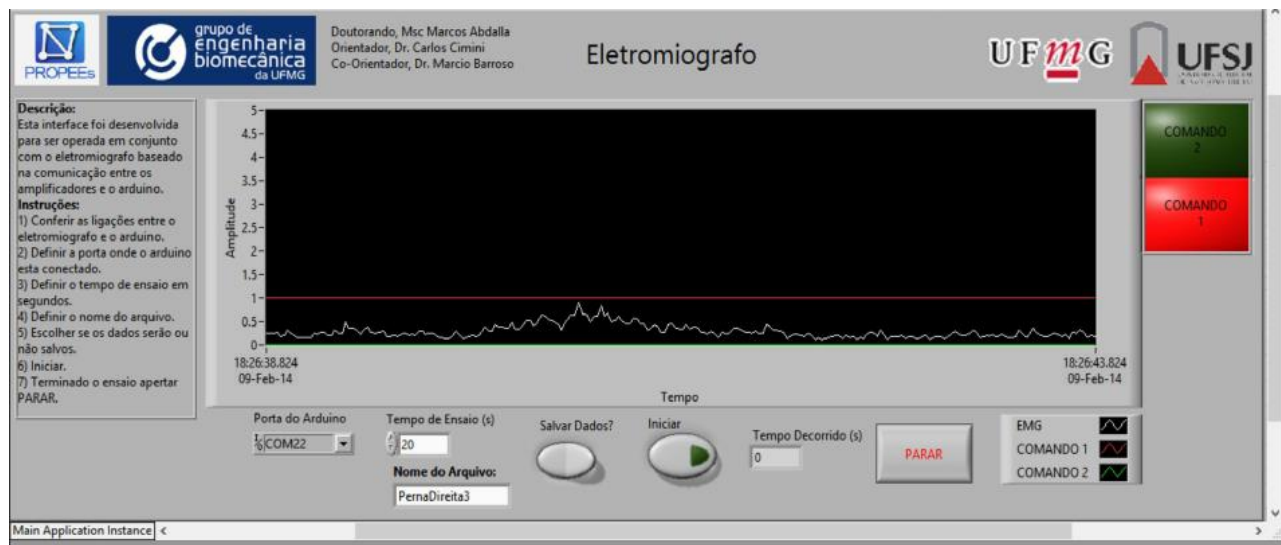 PROPEEs
grupo de
engenharia
biomecânica
da UFMG
Doutorando, Msc Marcos Abdalla
Orientador, Dr. Carlos Cimini
Co-Orientador, Dr. Marcio Barroso
Eletromiografo
UFmG
UFSJ
Descrição:
Esta interface foi desenvolvida
para ser operada em conjunto
com o eletromiografo baseado
na comunicação entre os
amplificadores e o arduino.
Instruções:
1) Conferir as ligações entre o
eletromiografo e o arduino.
2) Definir a porta onde o arduino
esta conectado.
3) Definir o tempo de ensaio em
segundos.
4) Definir o nome do arquivo.
5) Escolher se os dados serão ou
não salvos.
6) Iniciar.
7) Terminado o ensaio apertar
PARAR.
Amplitude
5
4.5
4
3.5
3
2.5
2
1.5
1
0.5
0
18:26:38.824
09-Feb-14
18:26:43.824
09-Feb-14
Tempo
COMANDO
2
COMANDO
1
Porta do Arduino
COM22
Tempo de Ensaio (s)
20
Nome do Arquivo:
PernaDireita3
Salvar Dados?
Iniciar
Tempo Decorrido (s)
0
PARAR
EMG
COMANDO 1
COMANDO 2
Main Application Instance